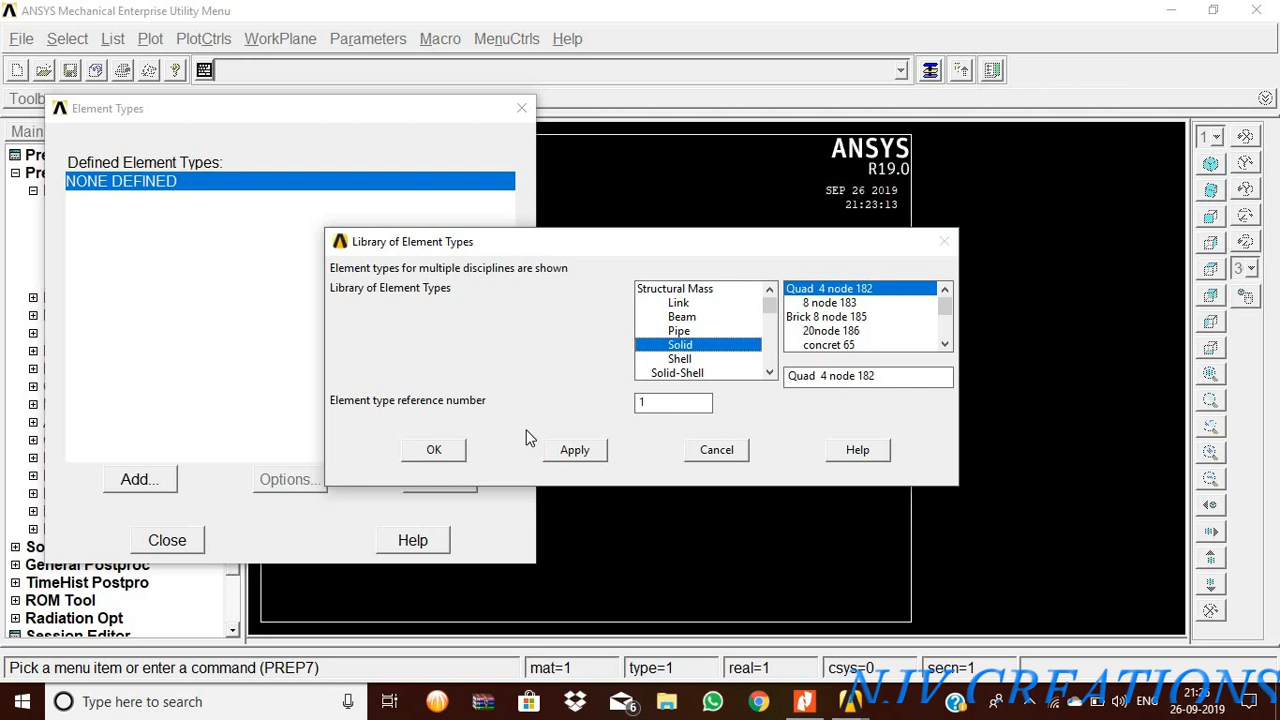 ANSYS Mechanical Enterprise Utility Menu
File Select List Plot PlotCtrls WorkPlane Parameters Macro MenuCtrls Help
Toolb
Element Types
Main
Pre
Defined Element Types:
Pre
NONE DEFINED
ANSYS
R19.0
SEP 26 2019
21:23:13
1
3
Library of Element Types
Element types for multiple disciplines are shown
Library of Element Types
Structural Mass
Link
Beam
Pipe
Solid
Shell
Solid-Shell
Quad 4 node 182
8 node 183
Brick 8 node 185
20node 186
concret 65
Quad 4 node 182
Element type reference number
1
OK Apply Cancel Help
Add... Options...
Close Help
So
General Postproc
TimeHist Postpro
ROM Tool
Radiation Opt
Session Editor
Pick a menu item or enter a command (PREP7) mat=1 type=1 real=1 csys=0 secn=1
Type here to search
6
ENG
26-09-2019
N.IV CREATIONS